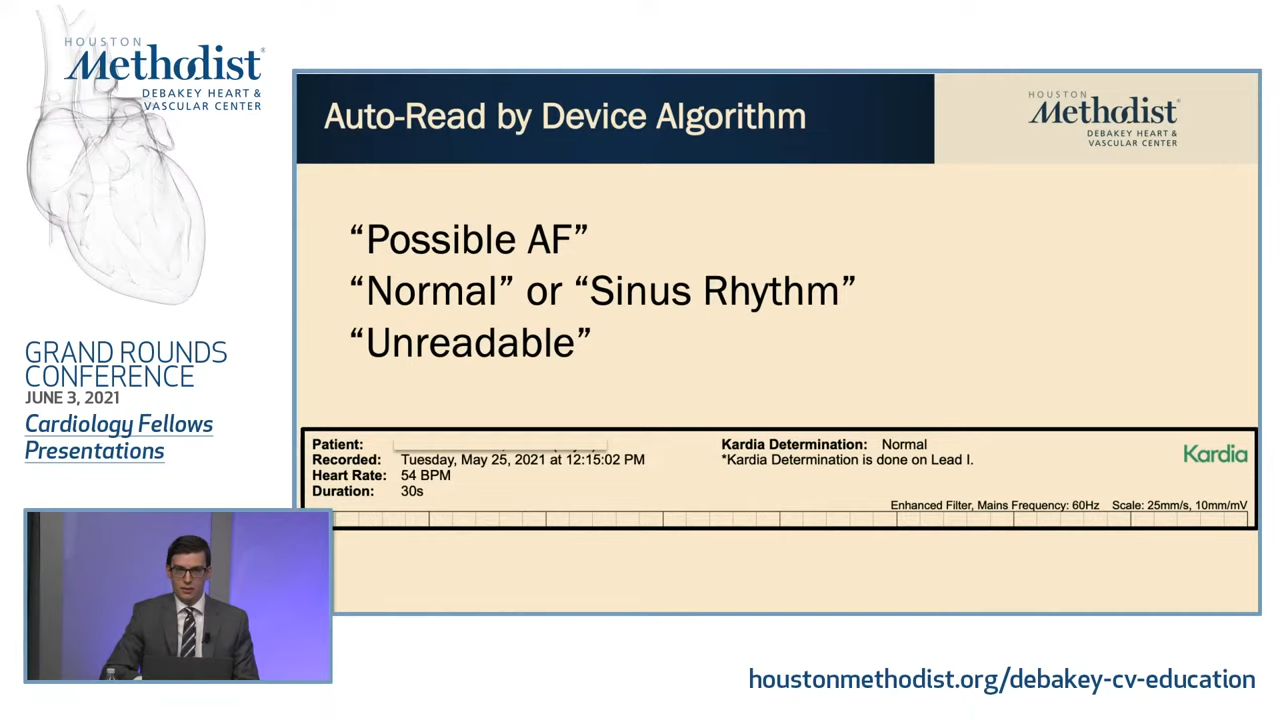 HOUSTON
Methodist®
DEBAKEY HEART &
VASCULAR CENTER
GRAND ROUNDS
CONFERENCE
JUNE 3, 2021
Cardiology Fellows
Presentations
Auto-Read by Device Algorithm
HOUSTON
Methodist®
DEBAKEY HEART &
VASCULAR CENTER
“Possible AF”
“Normal” or “Sinus Rhythm”
“Unreadable”
Patient:
Recorded: Tuesday, May 25, 2021 at 12:15:02 PM
Heart Rate: 54 BPM
Duration: 30s
Kardia Determination: Normal
*Kardia Determination is done on Lead I.
Kardia
Enhanced Filter, Mains Frequency: 60Hz Scale: 25mm/s, 10mm/mV
houstonmethodist.org/debakey-cv-education